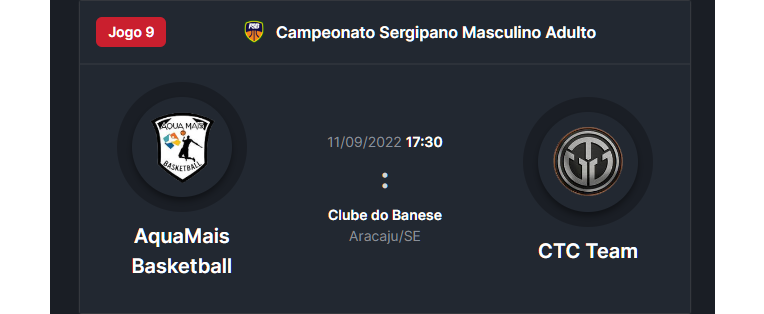 Jogo 9
FSB
Campeonato Sergipano Masculino Adulto
AQUA MAIS
BASKETBALL
11/09/2022 17:30
:
Clube do Banese
Aracaju/SE
AquaMais
Basketball
CTC Team